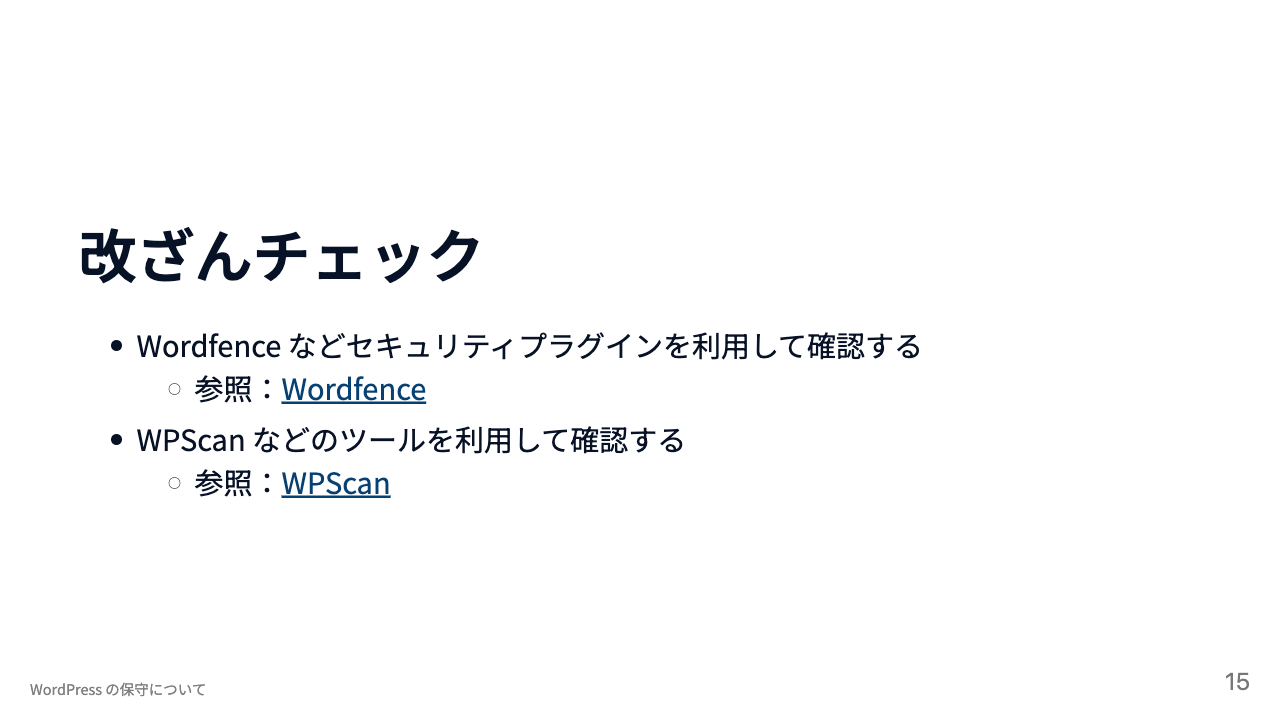 改ざんチェック
Wordfence などセキュリティプラグインを利用して確認する
参照：Wordfence
WPScan などのツールを利用して確認する
参照：WPScan
WordPress の保守について
15